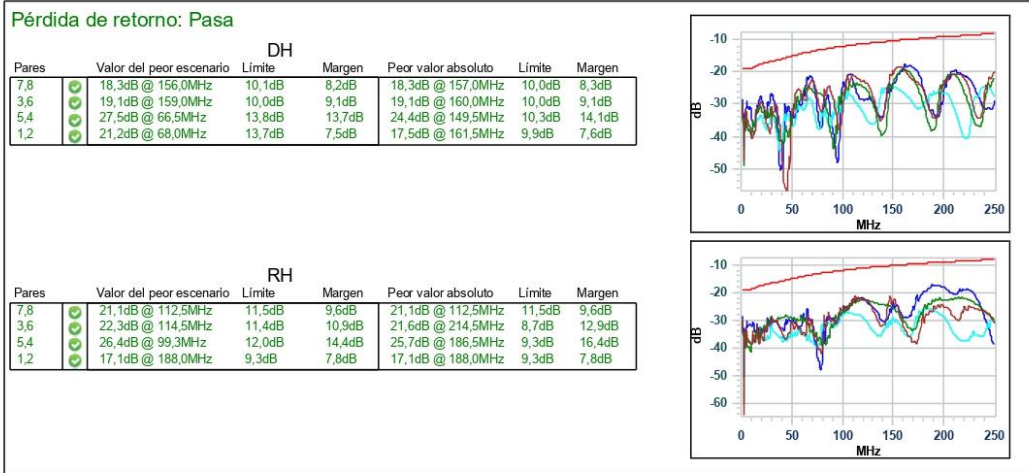 Pérdida de retorno: Pasa
DH
Pares Valor del peor escenario Límite Margen Peor valor absoluto Límite Margen
7,8 18,3dB @ 156,0MHz 10,1dB 8,2dB 18,3dB @ 157,0MHz 10,0dB 8,3dB
3,6 19,1dB @ 159,0MHz 10,0dB 9,1dB 19,1dB @ 160,0MHz 10,0dB 9,1dB
5,4 27,5dB @ 66,5MHz 13,8dB 13,7dB 24,4dB @ 149,5MHz 10,3dB 14,1dB
1,2 21,2dB @ 68,0MHz 13,7dB 7,5dB 17,5dB @ 161,5MHz 9,9dB 7,6dB
-10
-20
-30
-40
-50
dB
0 50 100 150 200 250
MHz
RH
Pares Valor del peor escenario Límite Margen Peor valor absoluto Límite Margen
7,8 21,1dB @ 112,5MHz 11,5dB 9,6dB 21,1dB @ 112,5MHz 11,5dB 9,6dB
3,6 22,3dB @ 114,5MHz 11,4dB 10,9dB 21,6dB @ 214,5MHz 8,7dB 12,9dB
5,4 26,4dB @ 99,3MHz 12,0dB 14,4dB 25,7dB @ 186,5MHz 9,3dB 16,4dB
1,2 17,1dB @ 188,0MHz 9,3dB 7,8dB 17,1dB @ 188,0MHz 9,3dB 7,8dB
-10
-20
-30
-40
-50
-60
dB
0 50 100 150 200 250
MHz